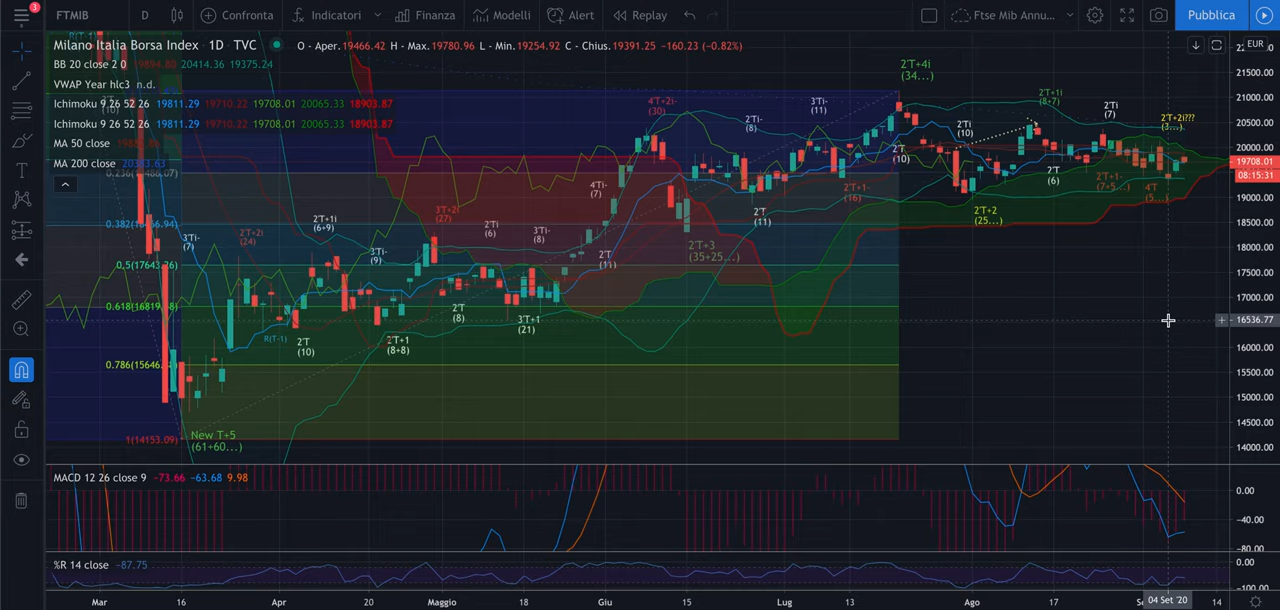 3
FTMIB
D
Confronta
Indicatori
Finanza
Modelli
Alert
Replay
Ftse Mib Annu...
Pubblica
Milano Italia Borsa Index · 1D · TVC
O - Aper.19466.42 H - Max.19780.96 L - Min.19254.92 C - Chius.19391.25 −160.23 (−0.82%)
BB 20 close 2 0 19894.80 20414.36 19375.24
VWAP Year hlc3 n.d.
Ichimoku 9 26 52 26 19811.29 19710.22 19708.01 20065.33 18903.87
Ichimoku 9 26 52 26 19811.29 19710.22 19708.01 20065.33 18903.87
MA 50 close
MA 200 close
EUR
21500.00
21000.00
20500.00
20000.00
19708.01
08:15:31
19000.00
18500.00
18000.00
17500.00
17000.00
16536.77
16000.00
15500.00
15000.00
14500.00
14000.00
2'T+4i
(34...)
4'T+2i-
(30)
3'Ti-
(11)
2'Ti-
(8)
2'T
(10)
2'Ti
(10)
2'T+1i
(8+7)
2'Ti
(7)
2'T+2i???
(3...)
4'Ti-
(7)
2'T+1-
(16)
2'T
(6)
2'T+1-
(7+5...)
4'T
(5...)
2'T
(11)
2'T+2
(25...)
3'Ti-
(7)
2'T+2i
(24)
2'T+1i
(6+9)
3'T+2i
(27)
2'Ti
(6)
3'Ti-
(8)
3'Ti-
(9)
2'T
(11)
2'T+3
(35+25...)
0.5(17643.26)
2'T
(8)
3'T+1
(21)
R(T-1)
2'T
(10)
2'T+1
(8+8)
1(14153.09)
New T+5
(61+60...)
MACD 12 26 close 9 −73.66 −63.68 9.98
0.00
−40.00
−80.00
%R 14 close −87.75
0.00
−100.00
Mar
16
Apr
20
Maggio
18
Giu
15
Lug
13
Ago
17
04 Set '20
14